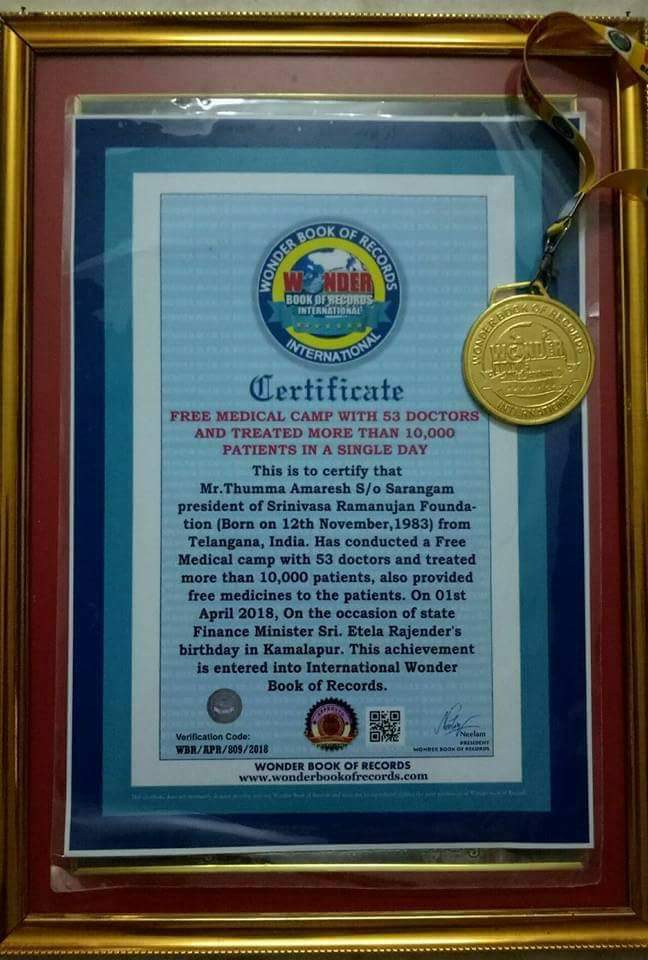 WONDER BOOK OF RECORDS
WONDER
BOOK OF RECORDS
INTERNATIONAL
INTERNATIONAL
WONDER BOOK OF RECORDS
WONDER
INTERNATIONAL
Certificate
FREE MEDICAL CAMP WITH 53 DOCTORS
AND TREATED MORE THAN 10,000
PATIENTS IN A SINGLE DAY
This is to certify that
Mr.Thumma Amaresh S/o Sarangam
president of Srinivasa Ramanujan Founda-
tion (Born on 12th November,1983) from
Telangana, India. Has conducted a Free
Medical camp with 53 doctors and treated
more than 10,000 patients, also provided
free medicines to the patients. On 01st
April 2018, On the occasion of state
Finance Minister Sri. Etela Rajender's
birthday in Kamalapur. This achievement
is entered into International Wonder
Book of Records.
Verification Code:
WBR/APR/809/2018
Neelam
PRESIDENT
WONDER BOOK OF RECORDS
WONDER BOOK OF RECORDS
www.wonderbookofrecords.com